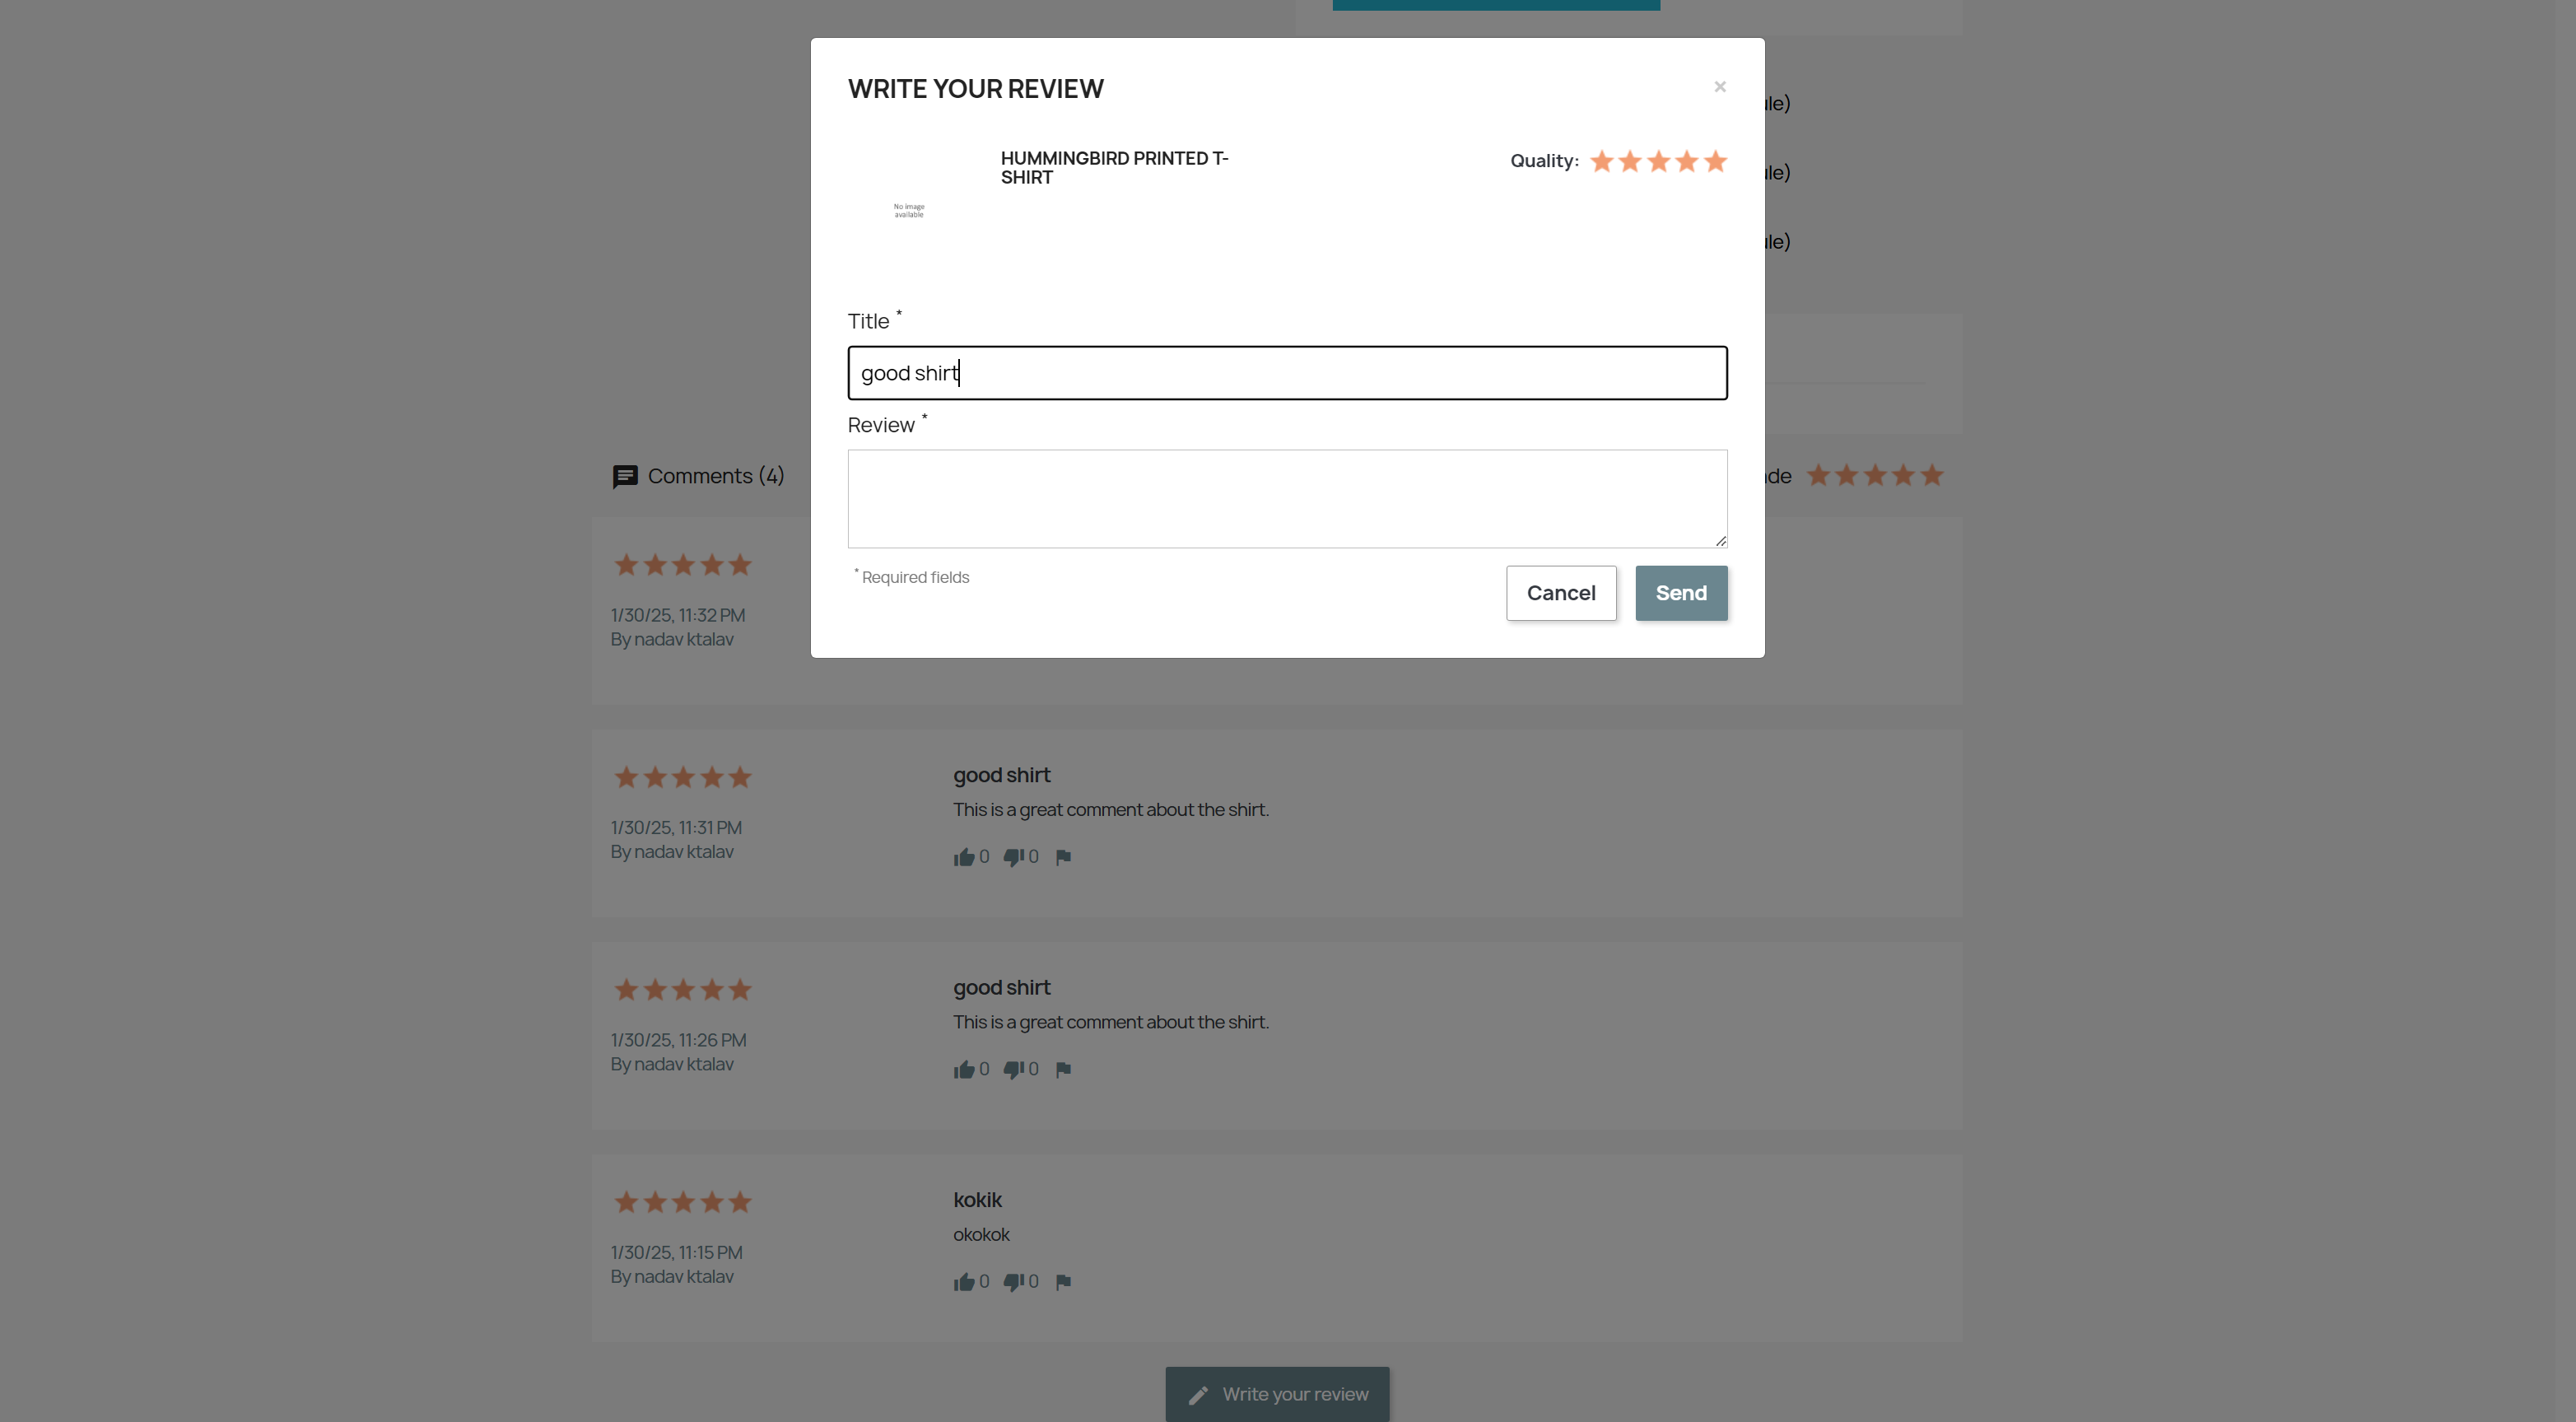 WRITE YOUR REVIEW
×
HUMMINGBIRD PRINTED T-
SHIRT
Quality:
No image
available
Title *
good shirt
Review *
* Required fields
Cancel
Send
Comments (4)
1/30/25, 11:32 PM
By nadav ktalav
good shirt
This is a great comment about the shirt.
1/30/25, 11:31 PM
By nadav ktalav
0 0
good shirt
This is a great comment about the shirt.
1/30/25, 11:26 PM
By nadav ktalav
0 0
kokik
okokok
1/30/25, 11:15 PM
By nadav ktalav
0 0
Write your review